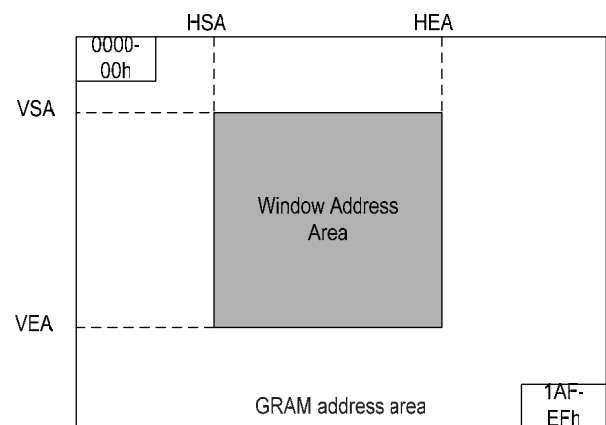 HSA HEA
0000-
00h
VSA
Window Address
Area
VEA
GRAM address area
1AF-
EFh